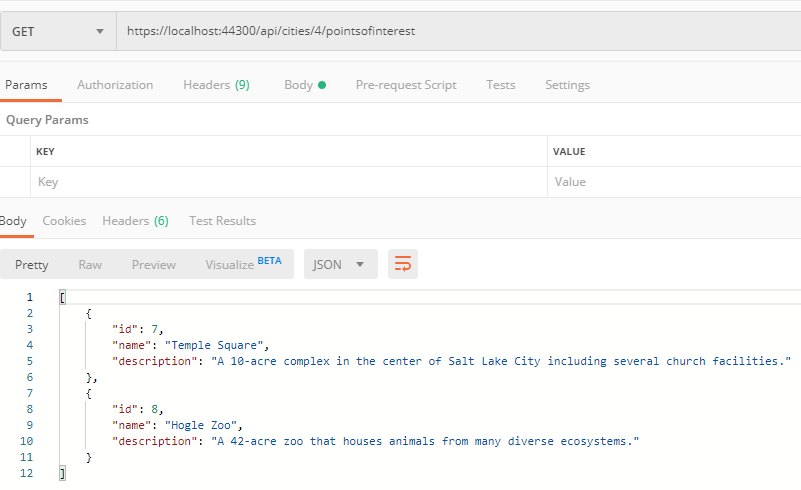 GET https://localhost:44300/api/cities/4/pointsofinterest
Params Authorization Headers (9) Body Pre-request Script Tests Settings
Query Params
KEY VALUE
Key Value
Body Cookies Headers (6) Test Results
Pretty Raw Preview Visualize BETA JSON
1 [
2 {
3 "id": 7,
4 "name": "Temple Square",
5 "description": "A 10-acre complex in the center of Salt Lake City including several church facilities."
6 },
7 {
8 "id": 8,
9 "name": "Hogle Zoo",
10 "description": "A 42-acre zoo that houses animals from many diverse ecosystems."
11 }
12 ]